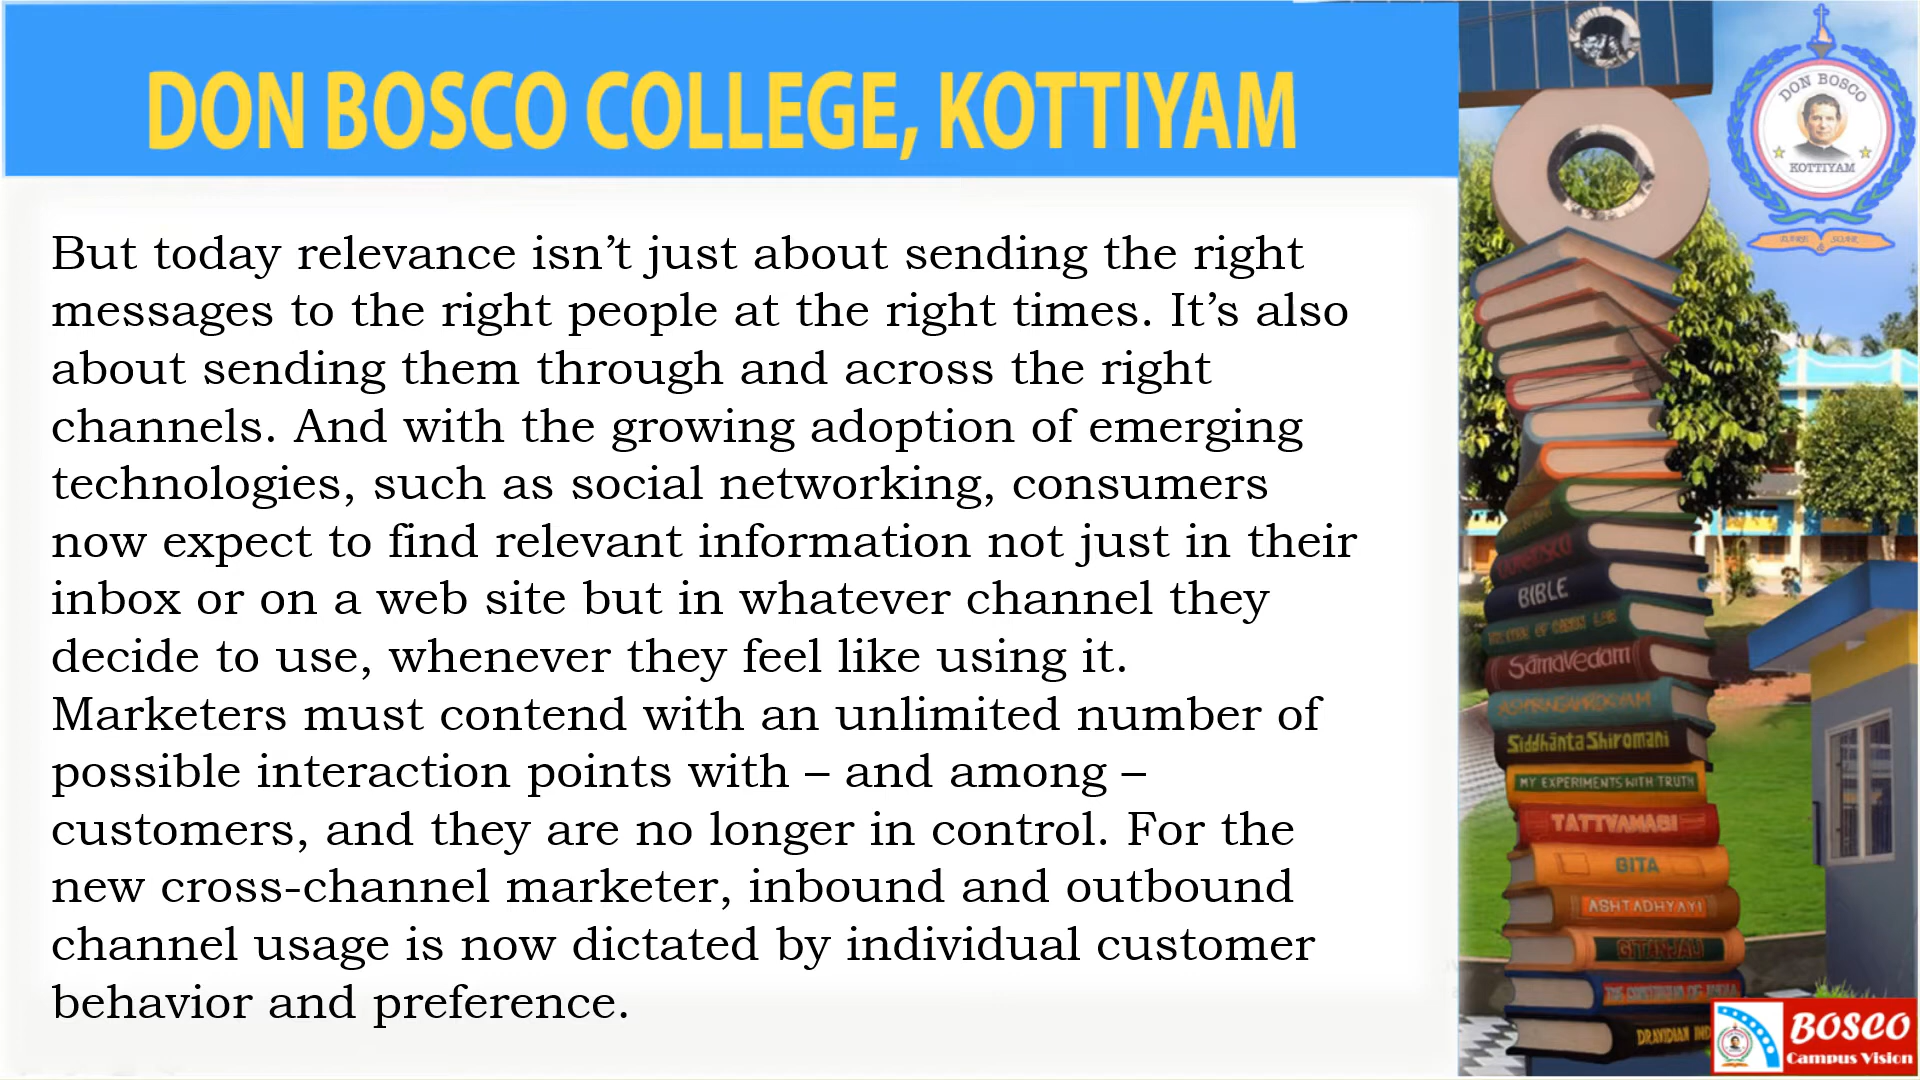 DON BOSCO COLLEGE, KOTTIYAM
But today relevance isn’t just about sending the right
messages to the right people at the right times. It’s also
about sending them through and across the right
channels. And with the growing adoption of emerging
technologies, such as social networking, consumers
now expect to find relevant information not just in their
inbox or on a web site but in whatever channel they
decide to use, whenever they feel like using it.
Marketers must contend with an unlimited number of
possible interaction points with – and among –
customers, and they are no longer in control. For the
new cross-channel marketer, inbound and outbound
channel usage is now dictated by individual customer
behavior and preference.
DON BOSCO
KOTTIYAM
BIBLE
SāmaVedam
Siddhānta Shiromani
MY EXPERIMENTS WITH TRUTH
TATTVAMASI
GITA
ASHTADHYAYI
GITANJALI
DRAVIDIAN
BOSCO
Campus Vision